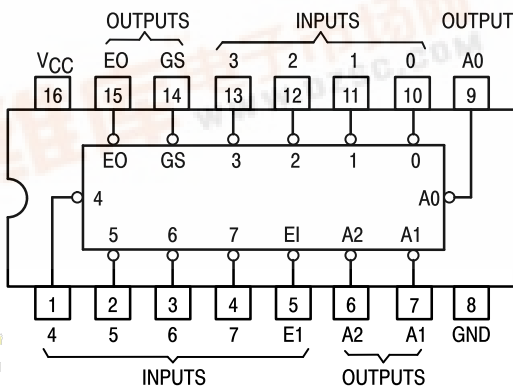 OUTPUTS INPUTS OUTPUT
VCC EO GS 3 2 1 0 A0
16 15 14 13 12 11 10 9
EO GS 3 2 1 0
4 A0
5 6 7 EI A2 A1
1 2 3 4 5 6 7 8
4 5 6 7 E1 A2 A1 GND
INPUTS OUTPUTS